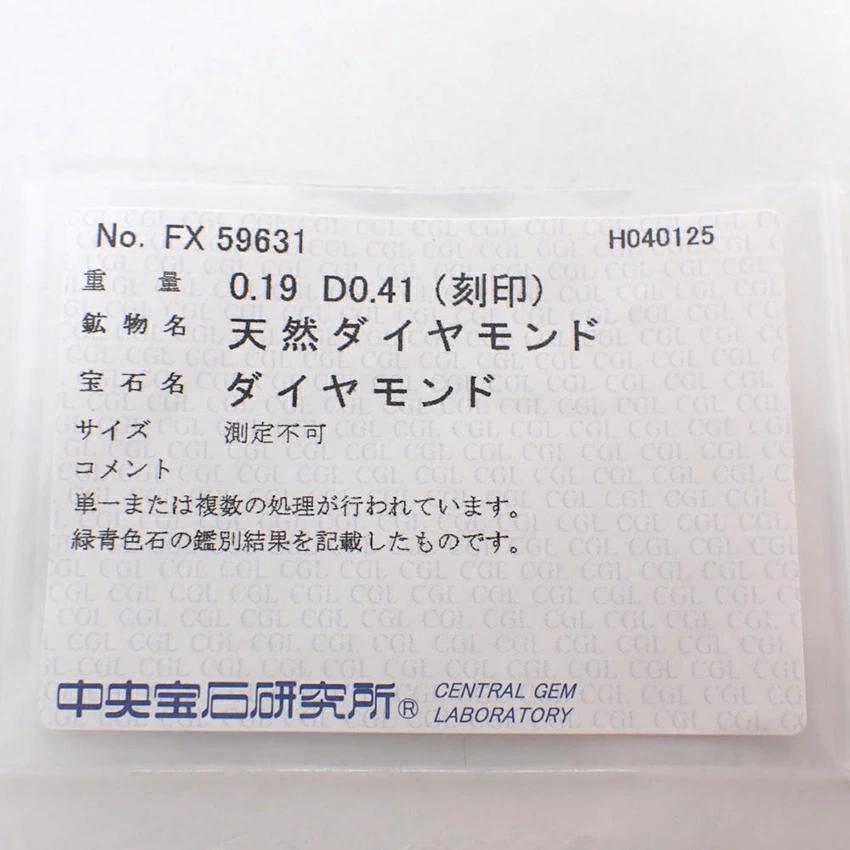 No. FX 59631 H040125
重 量 0.19 D0.41 (刻印)
鉱物名 天然ダイヤモンド
宝石名 ダイヤモンド
サイズ 測定不可
コメント
単一または複数の処理が行われています。
緑青色石の鑑別結果を記載したものです。
中央宝石研究所® CENTRAL GEM
LABORATORY